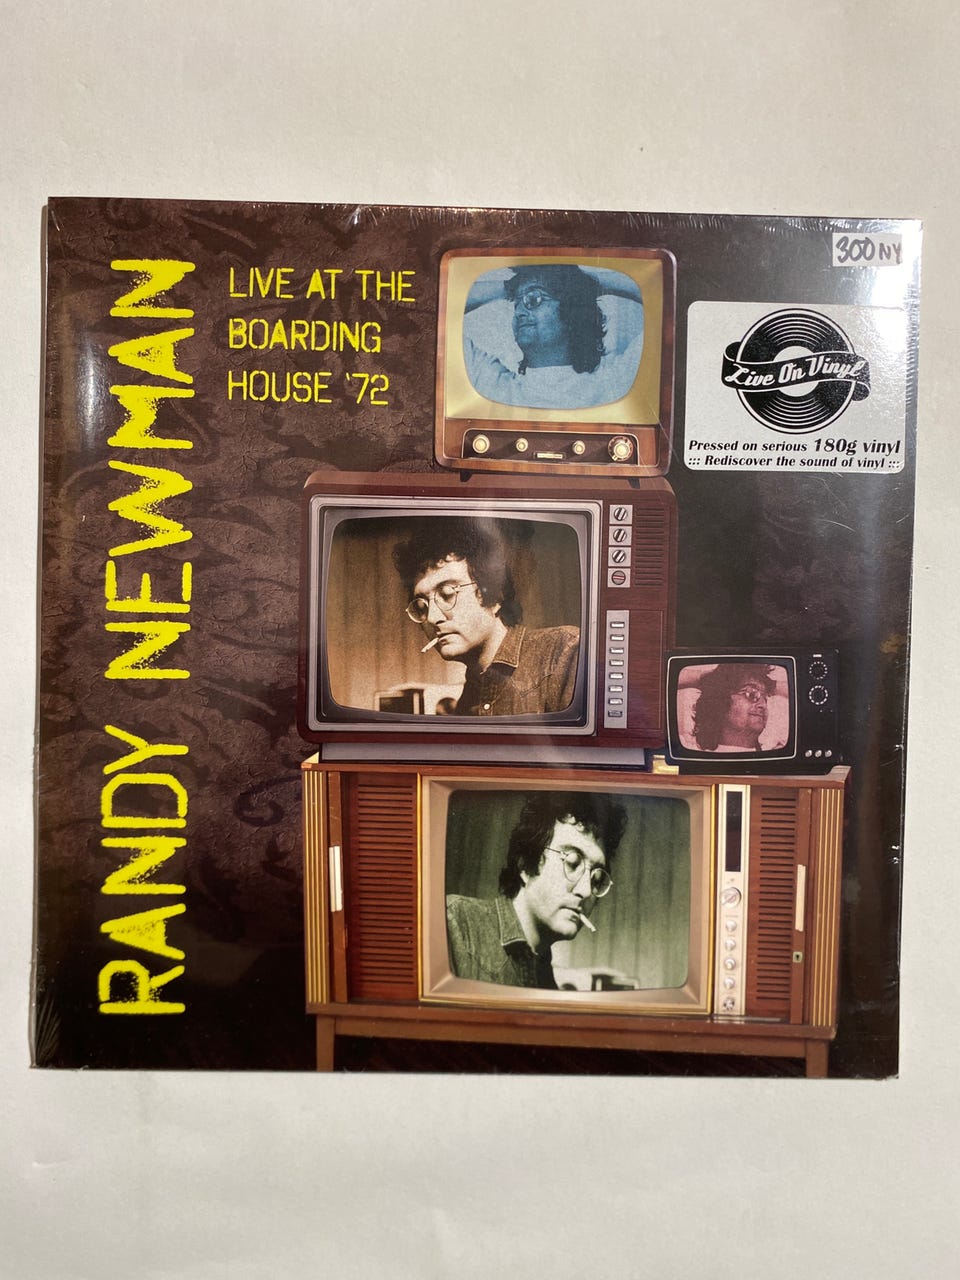 RANDY NEWMAN
LIVE AT THE
BOARDING
HOUSE '72
300 NY
Live On Vinyl
Pressed on serious 180g vinyl
::: Rediscover the sound of vinyl :::